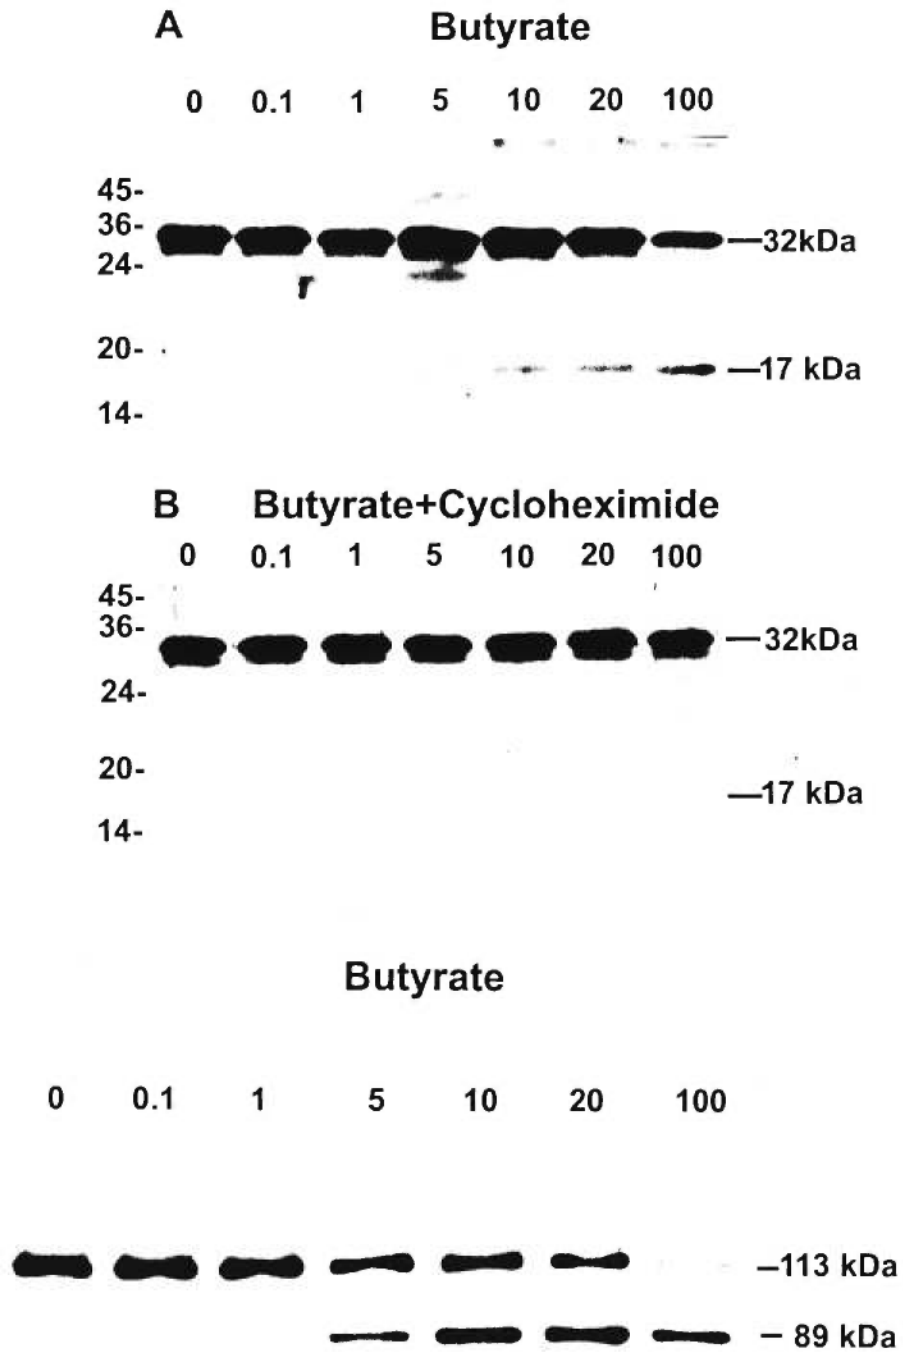 A Butyrate
0 0.1 1 5 10 20 100
45-
36-
—32kDa
24-
20-
—17 kDa
14-
B Butyrate+Cycloheximide
0 0.1 1 5 10 20 100
45-
36-
—32kDa
24-
20-
—17 kDa
14-
Butyrate
0 0.1 1 5 10 20 100
–113 kDa
– 89 kDa